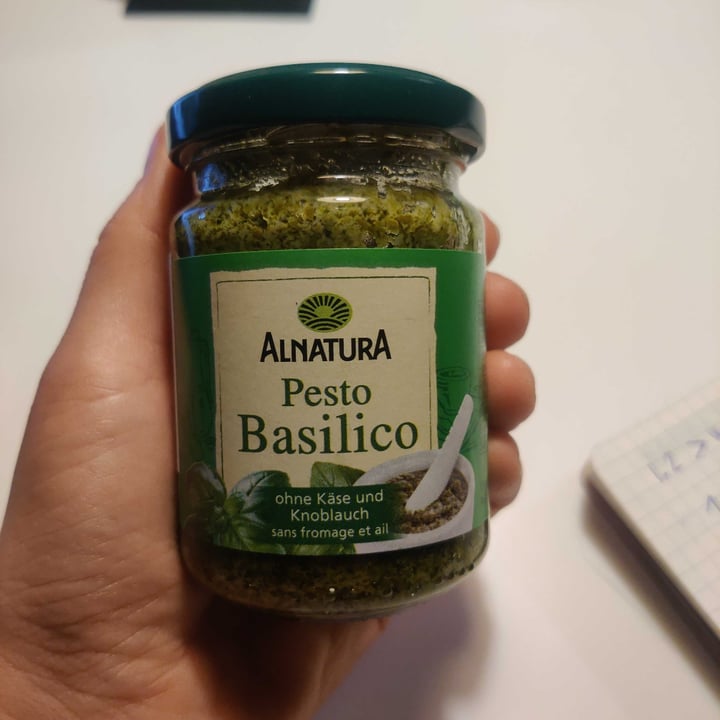 ALNATURA
Pesto
Basilico
ohne Käse und
Knoblauch
sans fromage et ail